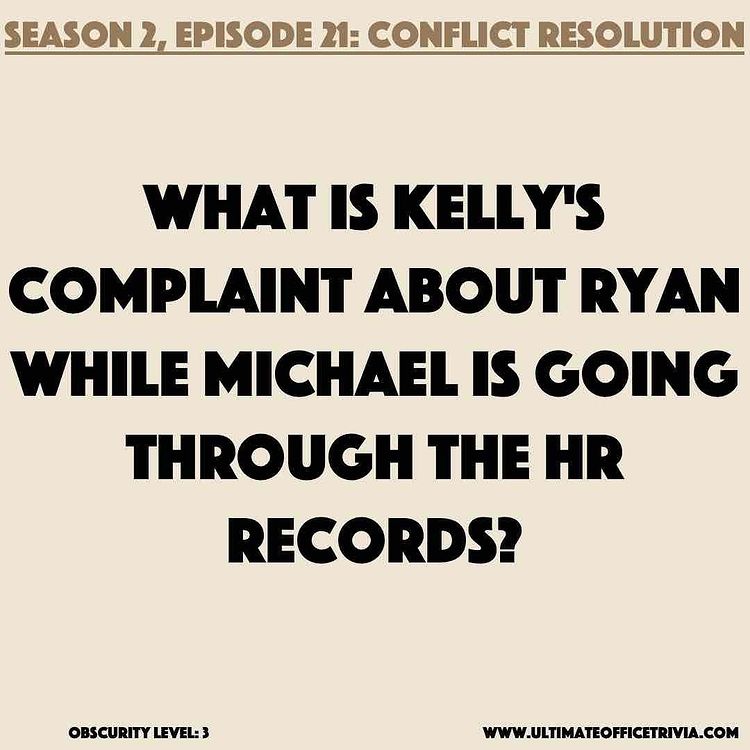 SEASON 2, EPISODE 21: CONFLICT RESOLUTION
WHAT IS KELLY'S
COMPLAINT ABOUT RYAN
WHILE MICHAEL IS GOING
THROUGH THE HR
RECORDS?
OBSCURITY LEVEL: 3
WWW.ULTIMATEOFFICETRIVIA.COM